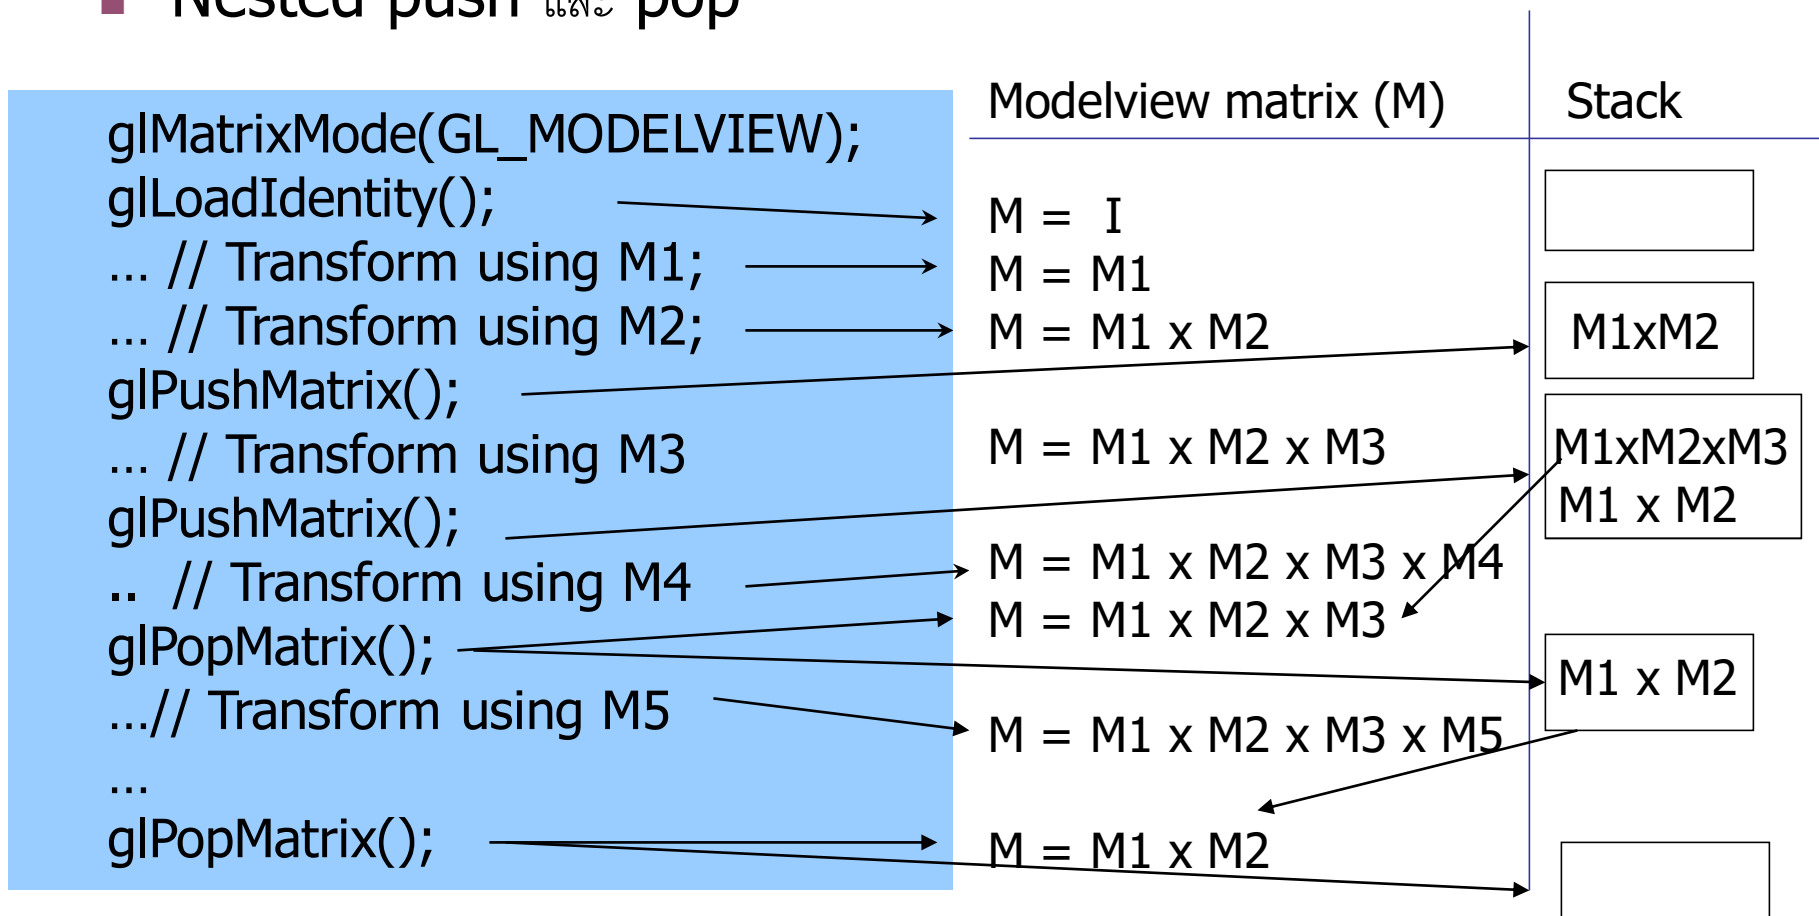 Nested push และ pop
glMatrixMode(GL_MODELVIEW);
glLoadIdentity();
... // Transform using M1;
... // Transform using M2;
glPushMatrix();
... // Transform using M3
glPushMatrix();
.. // Transform using M4
glPopMatrix();
...// Transform using M5
...
glPopMatrix();
Modelview matrix (M)
M = I
M = M1
M = M1 x M2
M = M1 x M2 x M3
M = M1 x M2 x M3 x M4
M = M1 x M2 x M3
M = M1 x M2 x M3 x M5
M = M1 x M2
Stack
M1xM2
M1xM2xM3
M1 x M2
M1 x M2